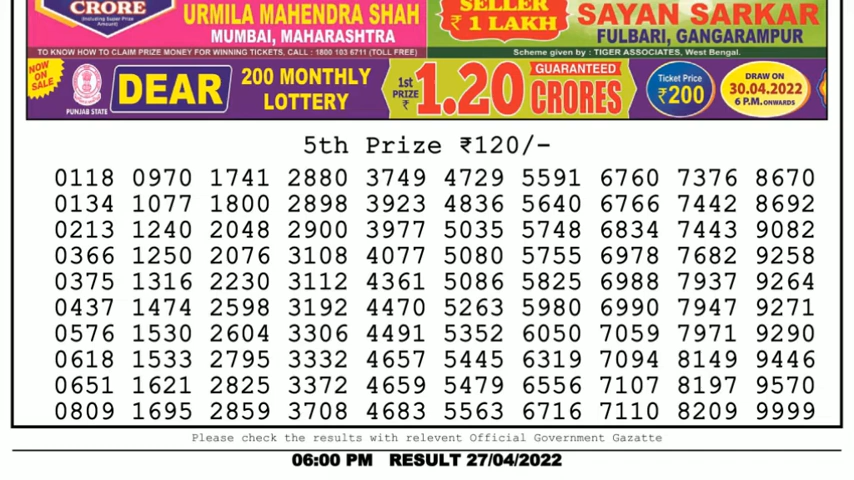 CRORE
(Including Super Prize Amount)
URMILA MAHENDRA SHAH
MUMBAI, MAHARASHTRA
SELLER
₹ 1 LAKH
SAYAN SARKAR
FULBARI, GANGARAMPUR
TO KNOW HOW TO CLAIM PRIZE MONEY FOR WINNING TICKETS, CALL : 1800 103 6711 (TOLL FREE)
Scheme given by : TIGER ASSOCIATES, West Bengal.
NOW ON SALE
PUNJAB STATE
DEAR
200 MONTHLY
LOTTERY
1st PRIZE ₹
1.20
GUARANTEED
CRORES
Ticket Price
₹200
DRAW ON
30.04.2022
6 P.M. ONWARDS
5th Prize ₹120/-
0118 0970 1741 2880 3749 4729 5591 6760 7376 8670
0134 1077 1800 2898 3923 4836 5640 6766 7442 8692
0213 1240 2048 2900 3977 5035 5748 6834 7443 9082
0366 1250 2076 3108 4077 5080 5755 6978 7682 9258
0375 1316 2230 3112 4361 5086 5825 6988 7937 9264
0437 1474 2598 3192 4470 5263 5980 6990 7947 9271
0576 1530 2604 3306 4491 5352 6050 7059 7971 9290
0618 1533 2795 3332 4657 5445 6319 7094 8149 9446
0651 1621 2825 3372 4659 5479 6556 7107 8197 9570
0809 1695 2859 3708 4683 5563 6716 7110 8209 9999
Please check the results with relevent Official Government Gazatte
06:00 PM RESULT 27/04/2022